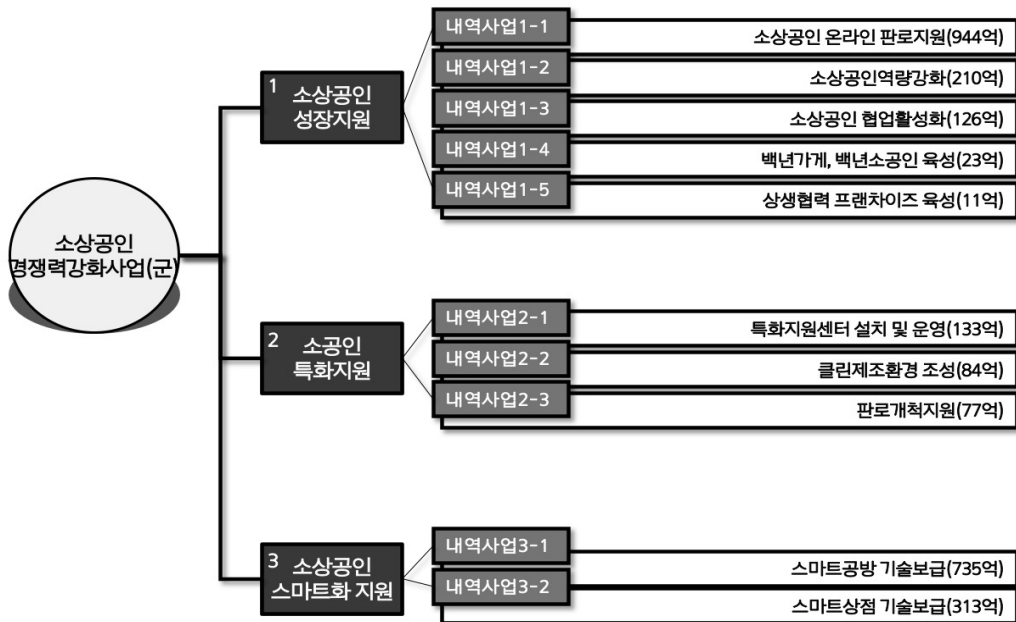 소상공인
경쟁력강화사업(군)
1
소상공인
성장지원
내역사업1-1
소상공인 온라인 판로지원(944억)
내역사업1-2
소상공인역량강화(210억)
내역사업1-3
소상공인 협업활성화(126억)
내역사업1-4
백년가게, 백년소공인 육성(23억)
내역사업1-5
상생협력 프랜차이즈 육성(11억)
2
소공인
특화지원
내역사업2-1
특화지원센터 설치 및 운영(133억)
내역사업2-2
클린제조환경 조성(84억)
내역사업2-3
판로개척지원(77억)
3
소상공인
스마트화 지원
내역사업3-1
스마트공방 기술보급(735억)
내역사업3-2
스마트상점 기술보급(313억)